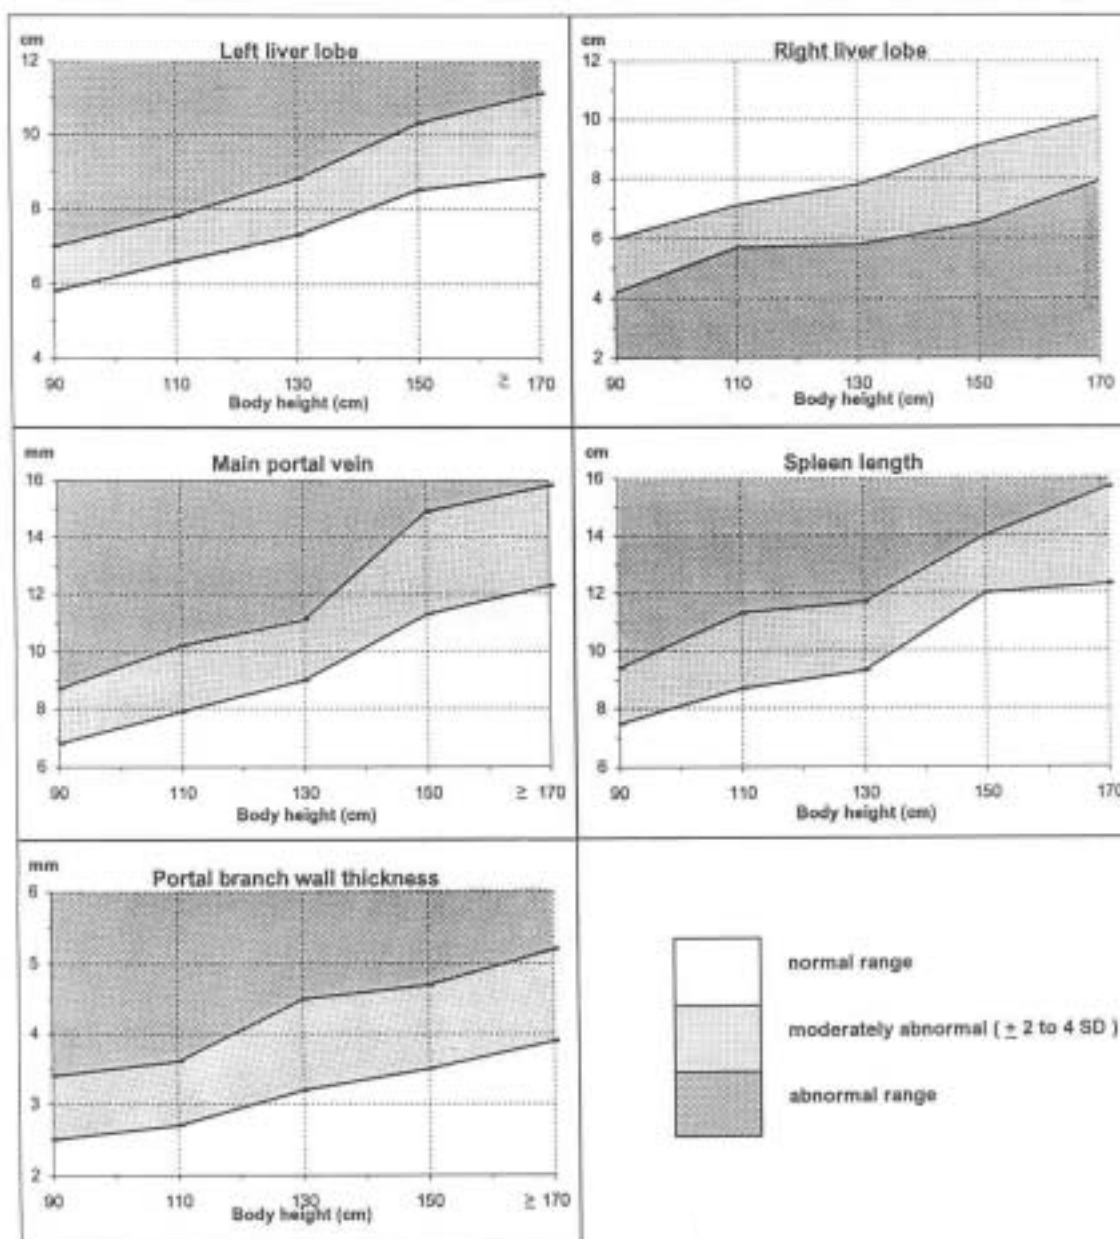 cm
Left liver lobe
12
10
8
6
4
90 110 130 150 ≥ 170
Body height (cm)
cm
Right liver lobe
12
10
8
6
4
2
90 110 130 150 170
Body height (cm)
mm
Main portal vein
16
14
12
10
8
6
90 110 130 150 ≥ 170
Body height (cm)
cm
Spleen length
16
14
12
10
8
6
90 110 130 150 170
Body height (cm)
mm
Portal branch wall thickness
6
5
4
3
2
90 110 130 150 ≥ 170
Body height (cm)
normal range
moderately abnormal ( ± 2 to 4 SD )
abnormal range